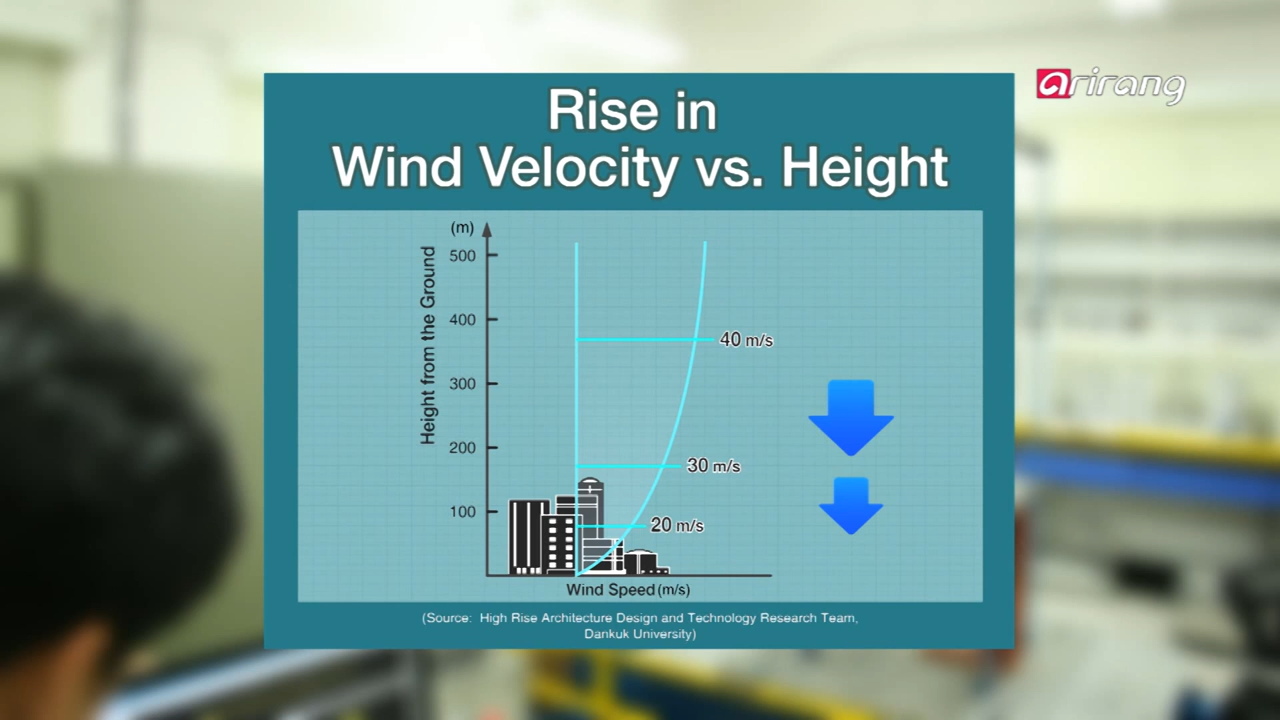 arirang
Rise in
Wind Velocity vs. Height
(m)
500
400
300
200
100
Height from the Ground
40 m/s
30 m/s
20 m/s
Wind Speed (m/s)
(Source: High Rise Architecture Design and Technology Research Team,
Dankuk University)